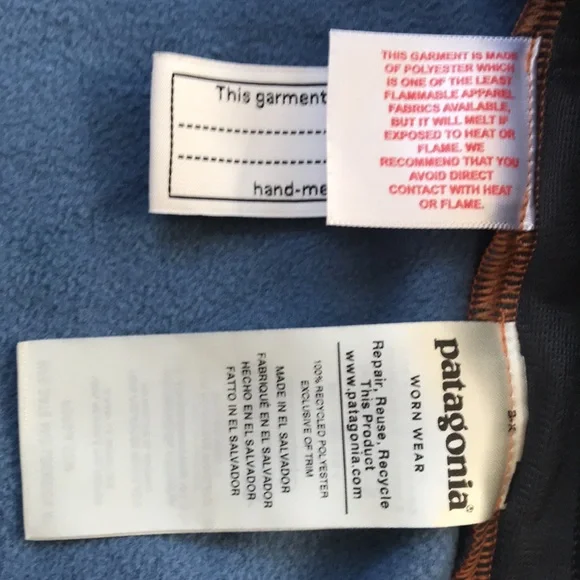 This garment
hand-me
THIS GARMENT IS MADE
OF POLYESTER WHICH
IS ONE OF THE LEAST
FLAMMABLE APPAREL
FABRICS AVAILABLE,
BUT IT WILL MELT IF
EXPOSED TO HEAT OR
FLAME. WE
RECOMMEND THAT YOU
AVOID DIRECT
CONTACT WITH HEAT
OR FLAME.
patagonia®
WORN WEAR
Repair, Reuse, Recycle
This Product
www.patagonia.com
100% RECYCLED POLYESTER
EXCLUSIVE OF TRIM
MADE IN EL SALVADOR
FABRIQUÉ EN EL SALVADOR
HECHO EN EL SALVADOR
FATTO IN EL SALVADOR